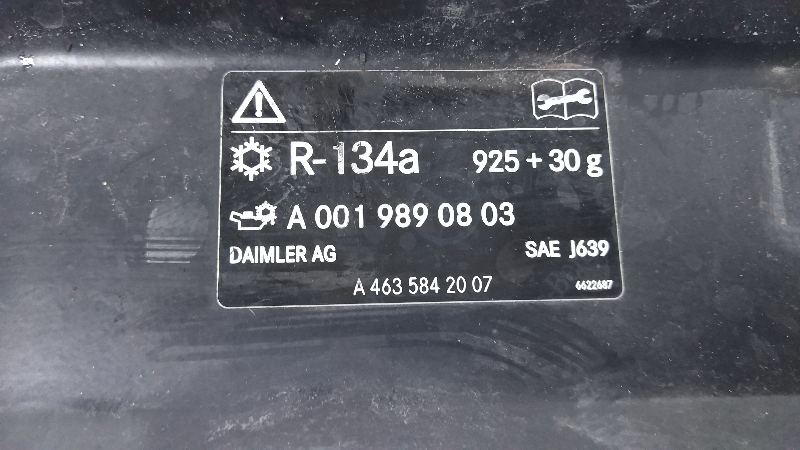 R-134a 925 + 30 g
A 001 989 08 03
DAIMLER AG SAE J639
A 463 584 20 07 6622687